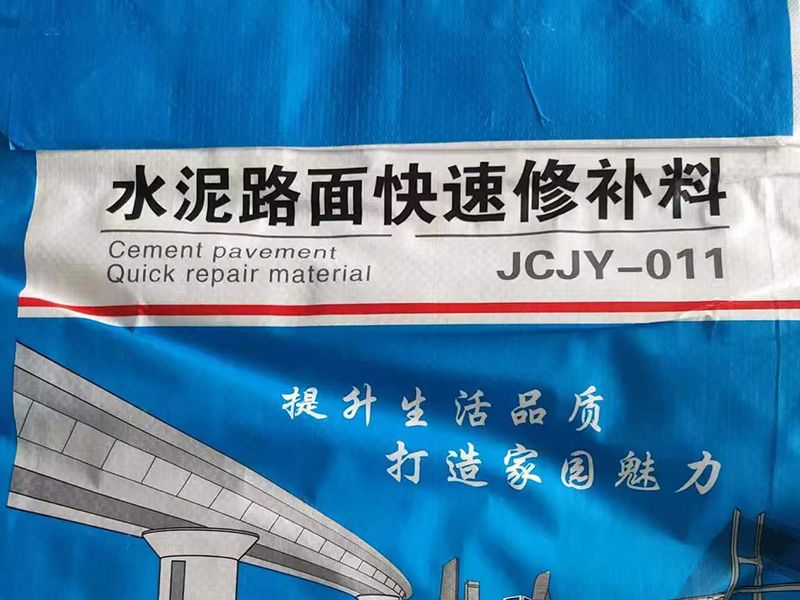 水泥路面快速修补料
Cement pavement
Quick repair material
JCJY-011
提升生活品质
打造家园魅力